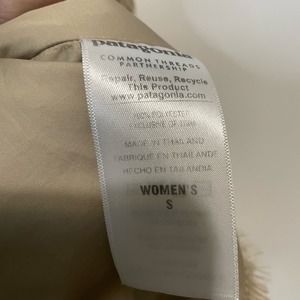 patagonia
COMMON THREADS
PARTNERSHIP
Repair, Reuse, Recycle
This Product
www.patagonia.com
100% POLYESTER
EXCLUSIVE OF TRIM
MADE IN THAILAND
FABRIQUÉ EN THAÏLANDE
HECHO EN TAILANDIA
WOMEN'S
S